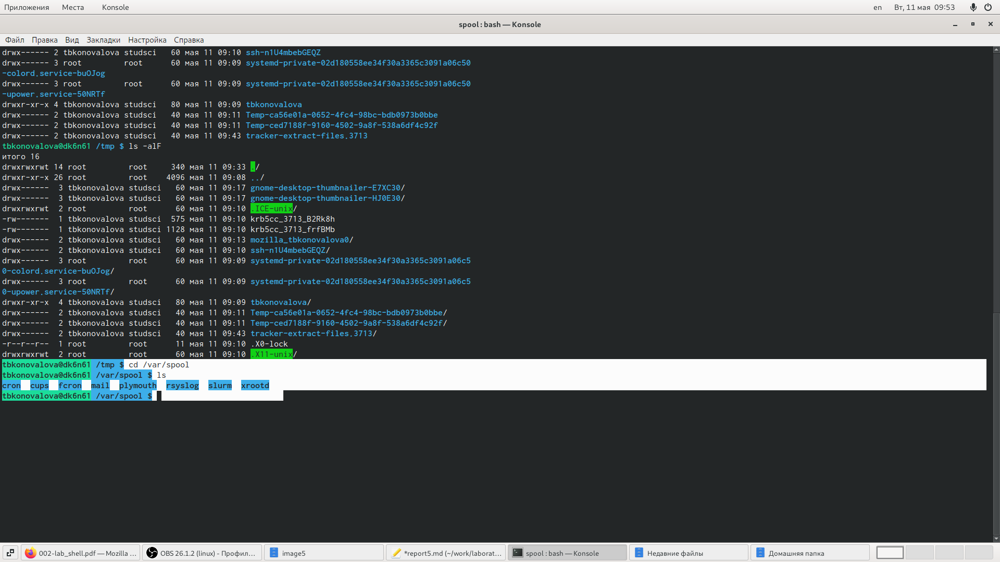 Приложения Места Konsole en Вт, 11 мая 09:53
spool : bash — Konsole
Файл Правка Вид Закладки Настройка Справка
drwx------ 2 tbkonovalova studsci   60 мая 11 09:10 ssh-n1U4mbebGEQZ
drwx------ 3 root         root      60 мая 11 09:09 systemd-private-02d180558ee34f30a3365c3091a06c50
-colord.service-buOJog
drwx------ 3 root         root      60 мая 11 09:09 systemd-private-02d180558ee34f30a3365c3091a06c50
-upower.service-50NRTf
drwxr-xr-x 4 tbkonovalova studsci   80 мая 11 09:09 tbkonovalova
drwx------ 2 tbkonovalova studsci   40 мая 11 09:11 Temp-ca56e01a-0652-4fc4-98bc-bdb0973b0bbe
drwx------ 2 tbkonovalova studsci   40 мая 11 09:11 Temp-ced7188f-9160-4502-9a8f-538a6df4c92f
drwx------ 2 tbkonovalova studsci   40 мая 11 09:43 tracker-extract-files.3713
tbkonovalova@dk6n61 /tmp $ ls -alF
итого 16
drwxrwxrwt 14 root         root     340 мая 11 09:33 ./
drwxr-xr-x 26 root         root    4096 мая 11 09:08 ../
drwx------  3 tbkonovalova studsci   60 мая 11 09:17 gnome-desktop-thumbnailer-E7XC30/
drwx------  3 tbkonovalova studsci   60 мая 11 09:17 gnome-desktop-thumbnailer-HJ0E30/
drwxrwxrwt  2 root         root      60 мая 11 09:10 .ICE-unix/
-rw-------  1 tbkonovalova studsci  575 мая 11 09:10 krb5cc_3713_B2Rk8h
-rw-------  1 tbkonovalova studsci 1128 мая 11 09:10 krb5cc_3713_frfBMb
drwx------  2 tbkonovalova studsci   60 мая 11 09:13 mozilla_tbkonovalova0/
drwx------  2 tbkonovalova studsci   60 мая 11 09:10 ssh-n1U4mbebGEQZ/
drwx------  3 root         root      60 мая 11 09:09 systemd-private-02d180558ee34f30a3365c3091a06c5
0-colord.service-buOJog/
drwx------  3 root         root      60 мая 11 09:09 systemd-private-02d180558ee34f30a3365c3091a06c5
0-upower.service-50NRTf/
drwxr-xr-x  4 tbkonovalova studsci   80 мая 11 09:09 tbkonovalova/
drwx------  2 tbkonovalova studsci   40 мая 11 09:11 Temp-ca56e01a-0652-4fc4-98bc-bdb0973b0bbe/
drwx------  2 tbkonovalova studsci   40 мая 11 09:11 Temp-ced7188f-9160-4502-9a8f-538a6df4c92f/
drwx------  2 tbkonovalova studsci   40 мая 11 09:43 tracker-extract-files.3713/
-r--r--r--  1 root         root      11 мая 11 09:10 .X0-lock
drwxrwxrwt  2 root         root      60 мая 11 09:10 .X11-unix/
tbkonovalova@dk6n61 /tmp $ cd /var/spool
tbkonovalova@dk6n61 /var/spool $ ls
cron  cups  fcron  mail  plymouth  rsyslog  slurm  xrootd
tbkonovalova@dk6n61 /var/spool $
002-lab_shell.pdf — Mozilla ... OBS 26.1.2 (linux) - Профил... image5 *report5.md (~/work/laborat... spool : bash — Konsole Недавние файлы Домашняя папка